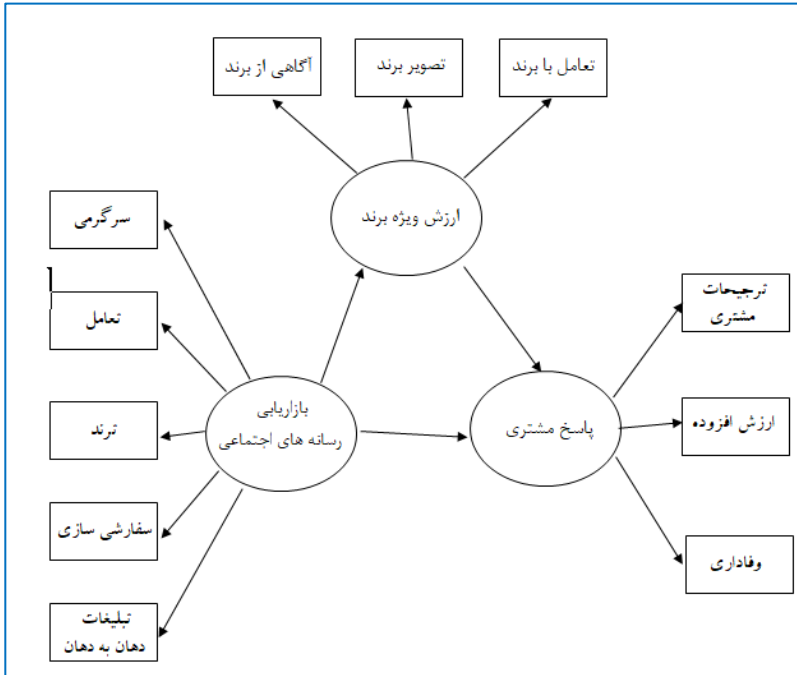 تعامل با برند
تصویر برند
آگاهی از برند
ارزش ویژه برند
سرگرمی
ترجیحات
مشتری
تعامل
بازاریابی
رسانه های اجتماعی
پاسخ مشتری
ارزش افزوده
ترند
سفارشی سازی
وفاداری
تبلیغات
دهان به دهان